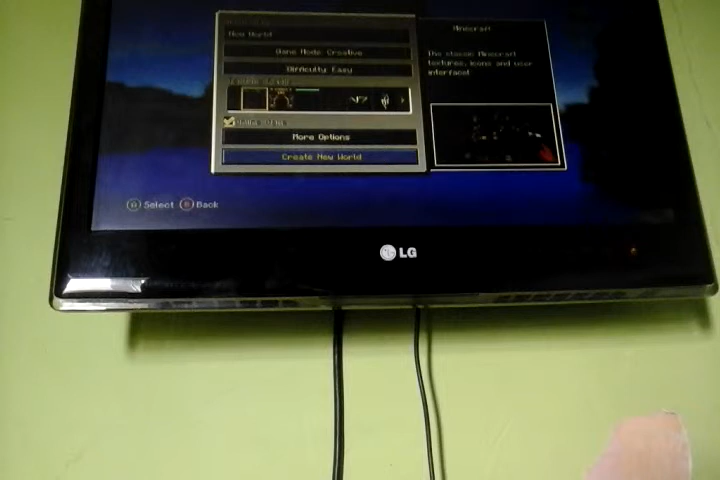 New World
Game Mode: Creative
Difficulty: Easy
More Options
Create New World
Minecraft
The classic Minecraft
textures, icons and user
interface!
Select Back
LG